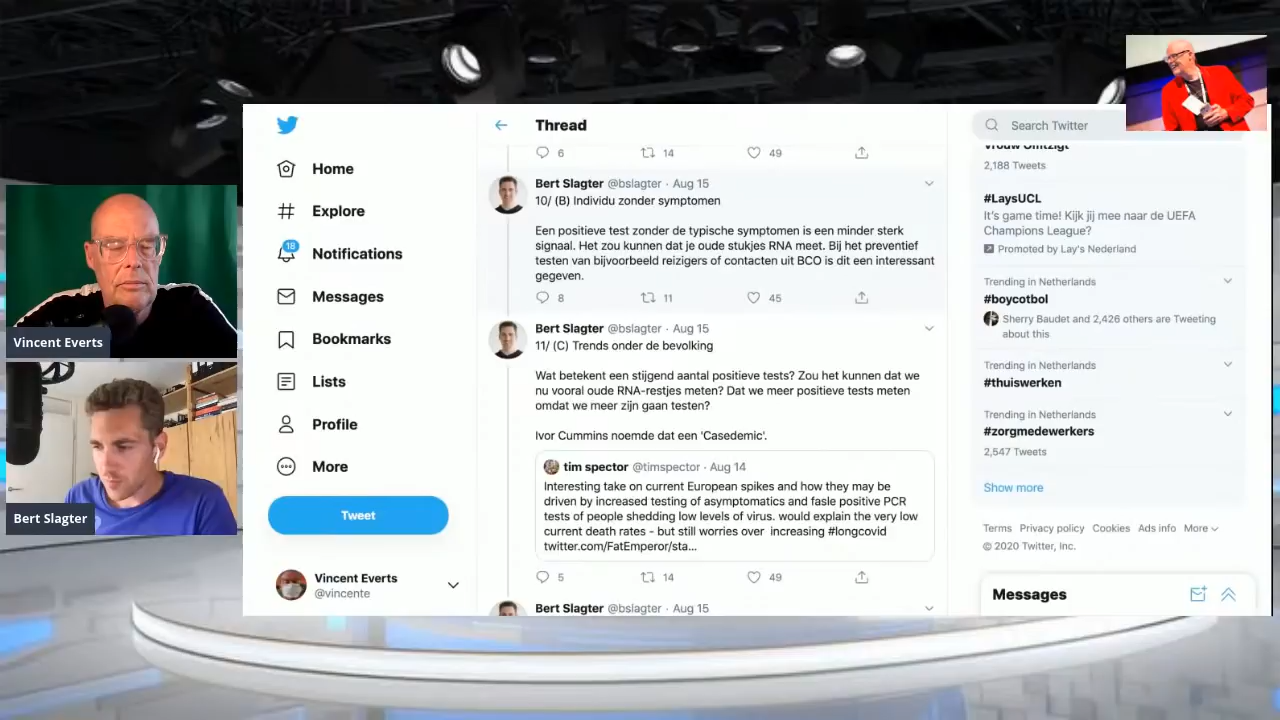 Vincent Everts
Bert Slagter
Home
Explore
18
Notifications
Messages
Bookmarks
Lists
Profile
More
Tweet
Vincent Everts
@vincente
Thread
6 14 49
Bert Slagter @bslagter · Aug 15
10/ (B) Individu zonder symptomen
Een positieve test zonder de typische symptomen is een minder sterk
signaal. Het zou kunnen dat je oude stukjes RNA meet. Bij het preventief
testen van bijvoorbeeld reizigers of contacten uit BCO is dit een interessant
gegeven.
8 11 45
Bert Slagter @bslagter · Aug 15
11/ (C) Trends onder de bevolking
Wat betekent een stijgend aantal positieve tests? Zou het kunnen dat we
nu vooral oude RNA-restjes meten? Dat we meer positieve tests meten
omdat we meer zijn gaan testen?
Ivor Cummins noemde dat een 'Casedemic'.
tim spector @timspector · Aug 14
Interesting take on current European spikes and how they may be
driven by increased testing of asymptomatics and fasle positive PCR
tests of people shedding low levels of virus. would explain the very low
current death rates - but still worries over increasing #longcovid
twitter.com/FatEmperor/sta...
5 14 49
Bert Slagter @bslagter · Aug 15
Search Twitter
Vrouw Omtzigt
2,188 Tweets
#LaysUCL
It's game time! Kijk jij mee naar de UEFA
Champions League?
Promoted by Lay's Nederland
Trending in Netherlands
#boycotbol
Sherry Baudet and 2,426 others are Tweeting
about this
Trending in Netherlands
#thuiswerken
Trending in Netherlands
#zorgmedewerkers
2,547 Tweets
Show more
Terms Privacy policy Cookies Ads info More
© 2020 Twitter, Inc.
Messages